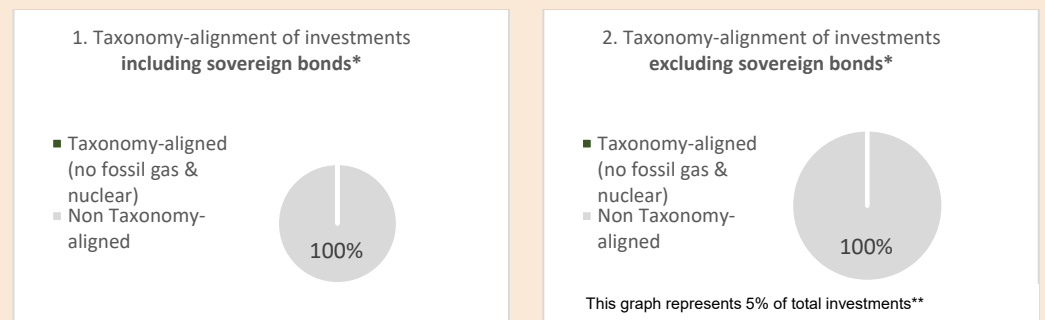 1. Taxonomy-alignment of investments
including sovereign bonds*
Taxonomy-aligned
(no fossil gas &
nuclear)
Non Taxonomy-
aligned
100%
2. Taxonomy-alignment of investments
excluding sovereign bonds*
Taxonomy-aligned
(no fossil gas &
nuclear)
Non Taxonomy-
aligned
100%
This graph represents 5% of total investments**